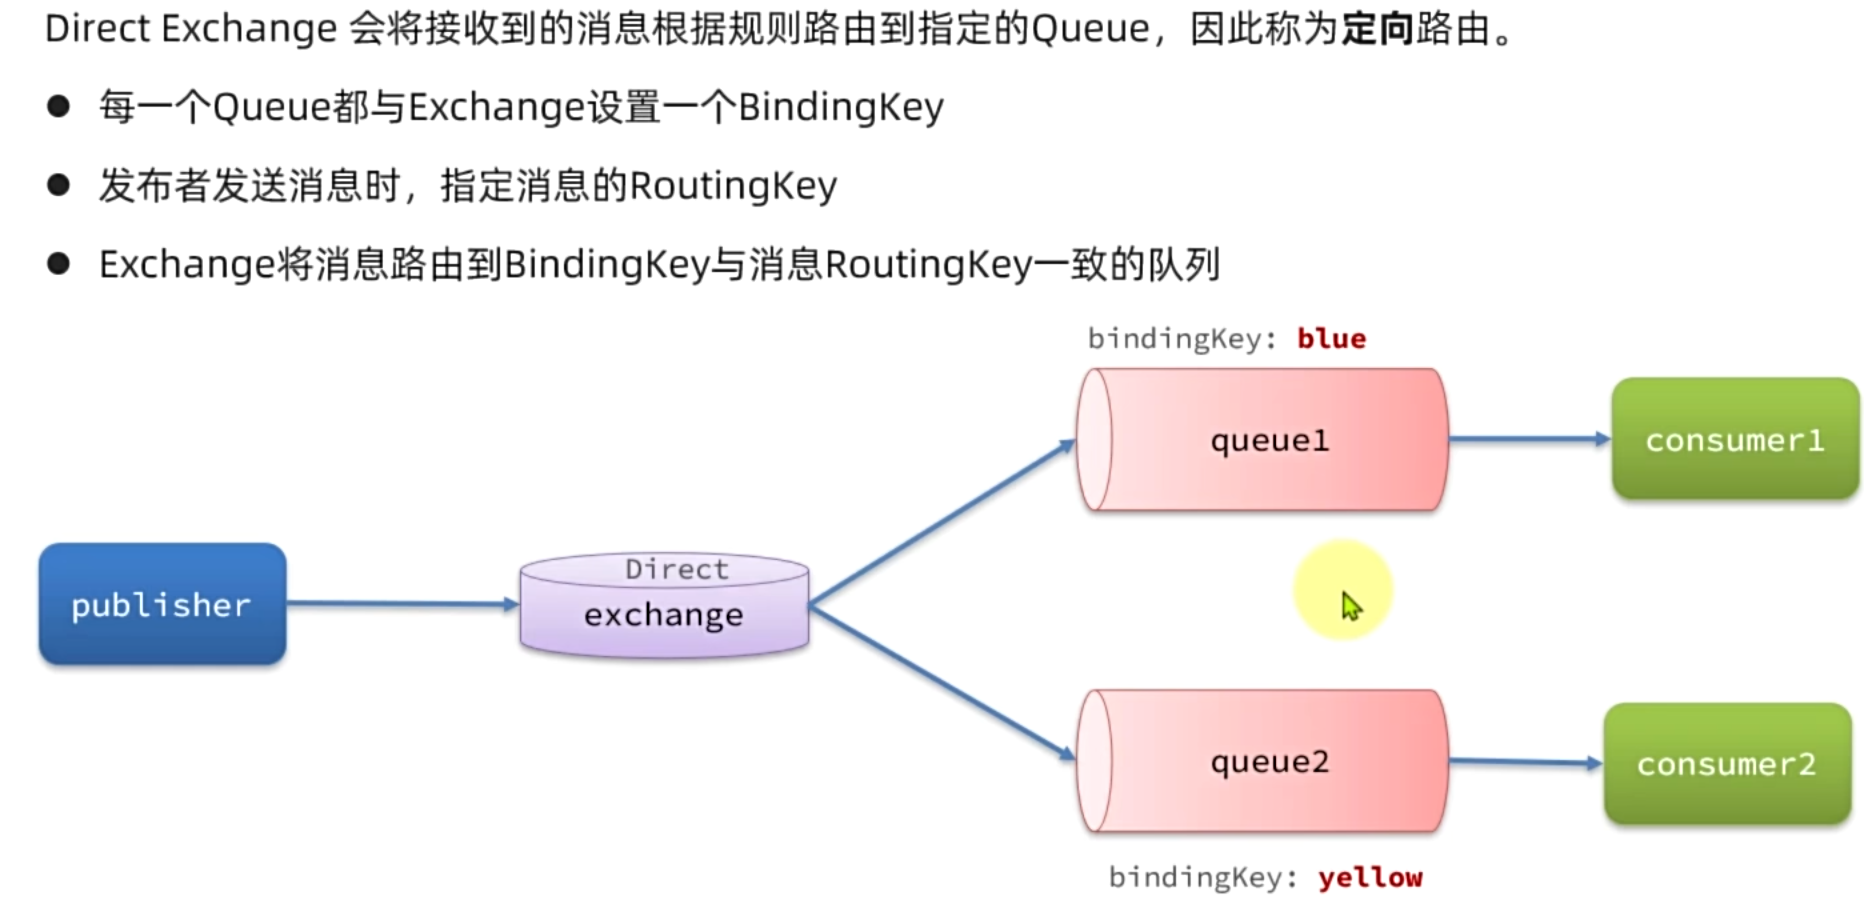 Direct Exchange 会将接收到的消息根据规则路由到指定的Queue，因此称为定向路由。
● 每一个Queue都与Exchange设置一个BindingKey
● 发布者发送消息时，指定消息的RoutingKey
● Exchange将消息路由到BindingKey与消息RoutingKey一致的队列
bindingKey: blue
queue1
consumer1
publisher
Direct
exchange
queue2
consumer2
bindingKey: yellow